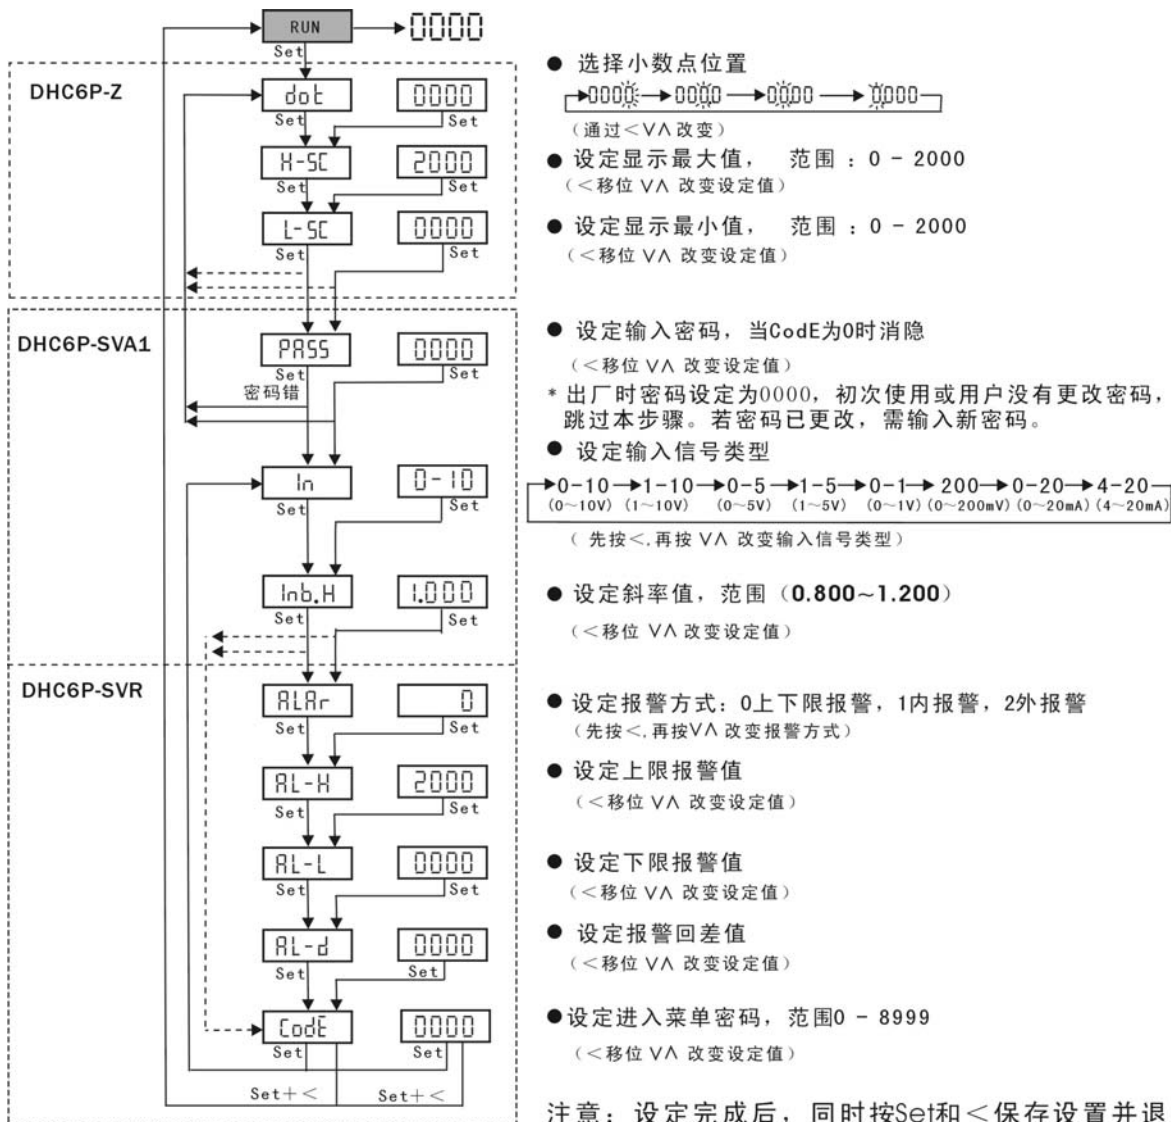 RUN
0000
Set
DHC6P-Z
dot
0000
Set
Set
● 选择小数点位置
0000 0000 0000 0000
(通过<∨∧改变)
H-SC
2000
Set
Set
● 设定显示最大值, 范围 : 0 - 2000
(<移位 ∨∧ 改变设定值)
L-SC
0000
Set
Set
● 设定显示最小值, 范围 : 0 - 2000
(<移位 ∨∧ 改变设定值)
DHC6P-SVA1
PASS
0000
Set
Set
密码错
● 设定输入密码, 当CodE为0时消隐
(<移位 ∨∧ 改变设定值)
* 出厂时密码设定为0000, 初次使用或用户没有更改密码,
跳过本步骤。若密码已更改, 需输入新密码。
In
0-10
Set
Set
● 设定输入信号类型
0-10 1-10 0-5 1-5 0-1 200 0-20 4-20
(0~10V) (1~10V) (0~5V) (1~5V) (0~1V) (0~200mV) (0~20mA) (4~20mA)
( 先按<.再按 ∨∧ 改变输入信号类型)
Inb.H
1.000
Set
Set
● 设定斜率值, 范围 (0.800~1.200)
(<移位 ∨∧ 改变设定值)
DHC6P-SVR
ALAr
0
Set
Set
● 设定报警方式: 0上下限报警, 1内报警, 2外报警
(先按<.再按∨∧ 改变报警方式)
AL-H
2000
Set
Set
● 设定上限报警值
(<移位 ∨∧ 改变设定值)
AL-L
0000
Set
Set
● 设定下限报警值
(<移位 ∨∧ 改变设定值)
AL-d
0000
Set
Set
● 设定报警回差值
(<移位 ∨∧ 改变设定值)
CodE
0000
Set
Set
● 设定进入菜单密码, 范围0 - 8999
(<移位 ∨∧ 改变设定值)
Set+<
Set+<
注意: 设定完成后, 同时按Set和<保存设置并退